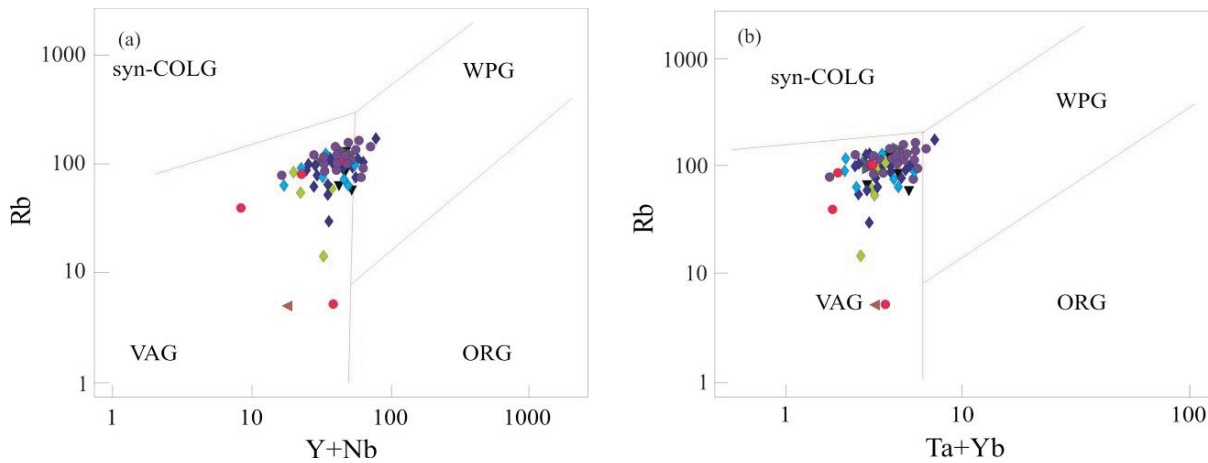 (a)
1000
syn-COLG
WPG
100
Rb
10
VAG
ORG
1
1
10
100
1000
Y+Nb
(b)
1000
syn-COLG
WPG
100
Rb
10
VAG
ORG
1
1
10
100
Ta+Yb